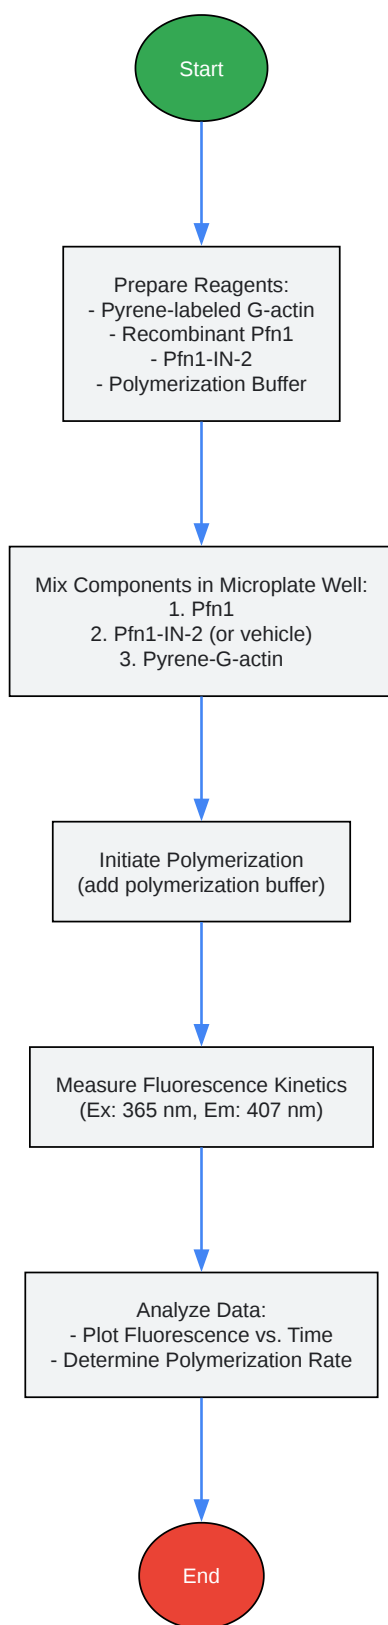 Start
Prepare Reagents:
- Pyrene-labeled G-actin
- Recombinant Pfn1
- Pfn1-IN-2
- Polymerization Buffer
Mix Components in Microplate Well:
1. Pfn1
2. Pfn1-IN-2 (or vehicle)
3. Pyrene-G-actin
Initiate Polymerization
(add polymerization buffer)
Measure Fluorescence Kinetics
(Ex: 365 nm, Em: 407 nm)
Analyze Data:
- Plot Fluorescence vs. Time
- Determine Polymerization Rate
End